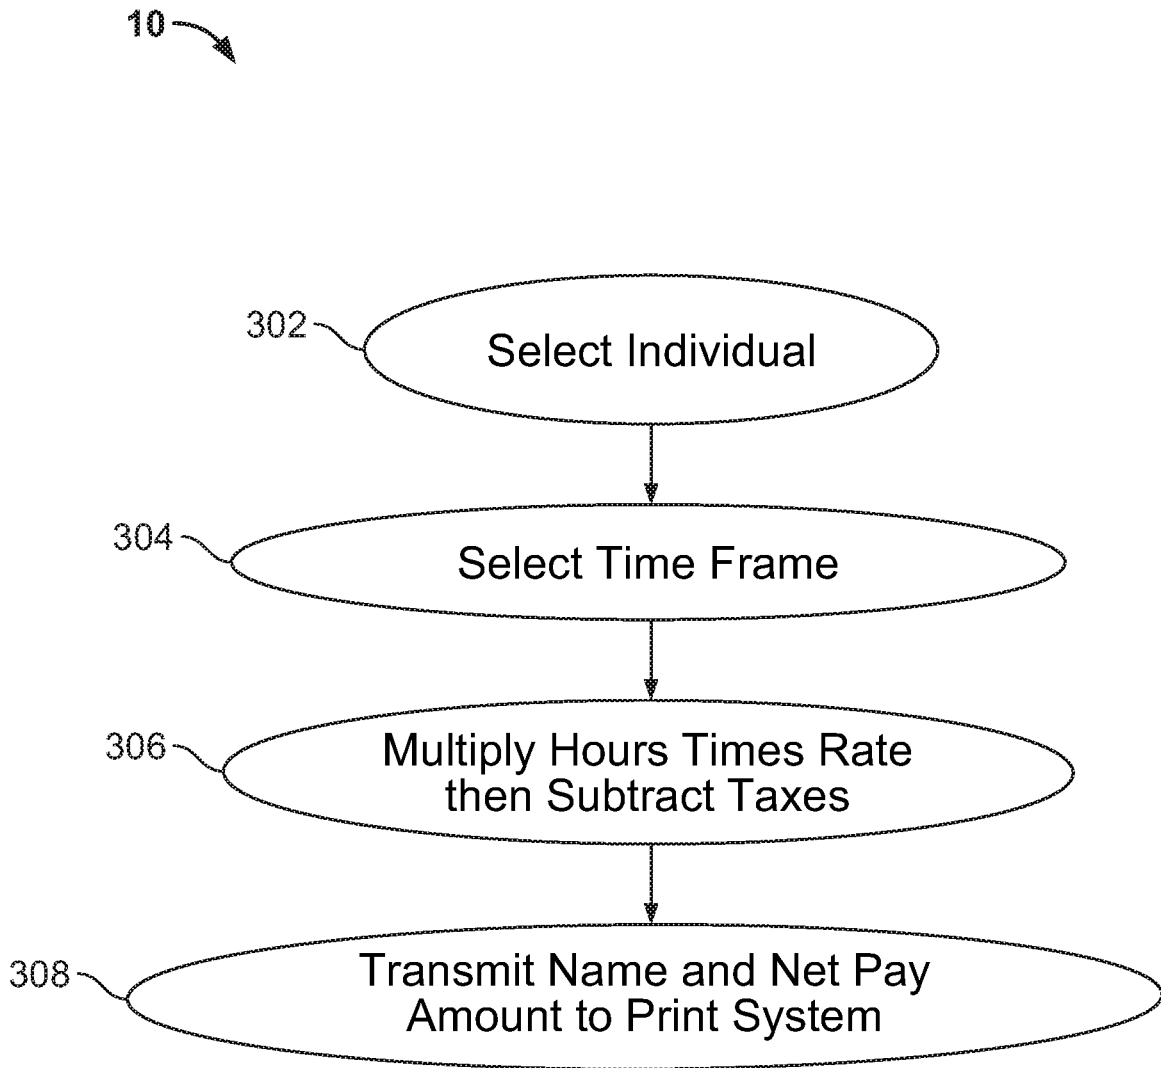 10
302
Select Individual
304
Select Time Frame
306
Multiply Hours Times Rate
then Subtract Taxes
308
Transmit Name and Net Pay
Amount to Print System